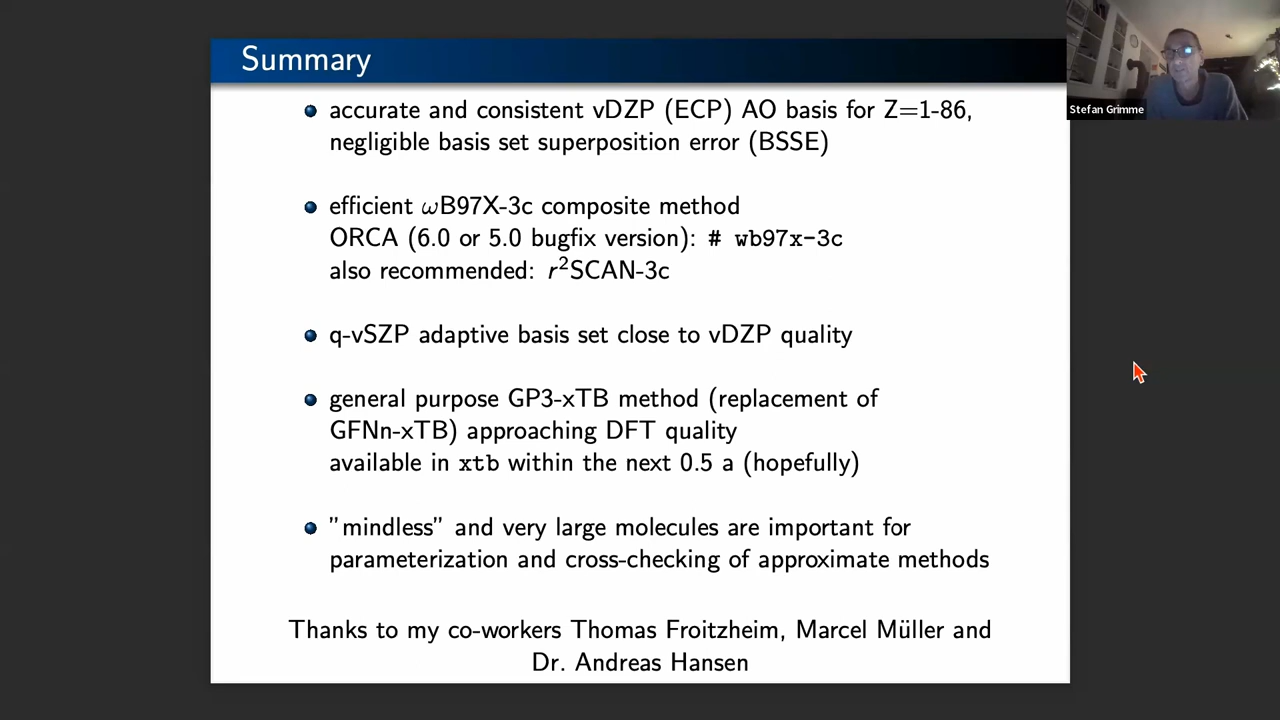 Summary
accurate and consistent vDZP (ECP) AO basis for Z=1-86,
negligible basis set superposition error (BSSE)
efficient ωB97X-3c composite method
ORCA (6.0 or 5.0 bugfix version): # wb97x-3c
also recommended: r²SCAN-3c
q-vSZP adaptive basis set close to vDZP quality
general purpose GP3-xTB method (replacement of
GFNn-xTB) approaching DFT quality
available in xtb within the next 0.5 a (hopefully)
"mindless" and very large molecules are important for
parameterization and cross-checking of approximate methods
Thanks to my co-workers Thomas Froitzheim, Marcel Müller and
Dr. Andreas Hansen
Stefan Grimme